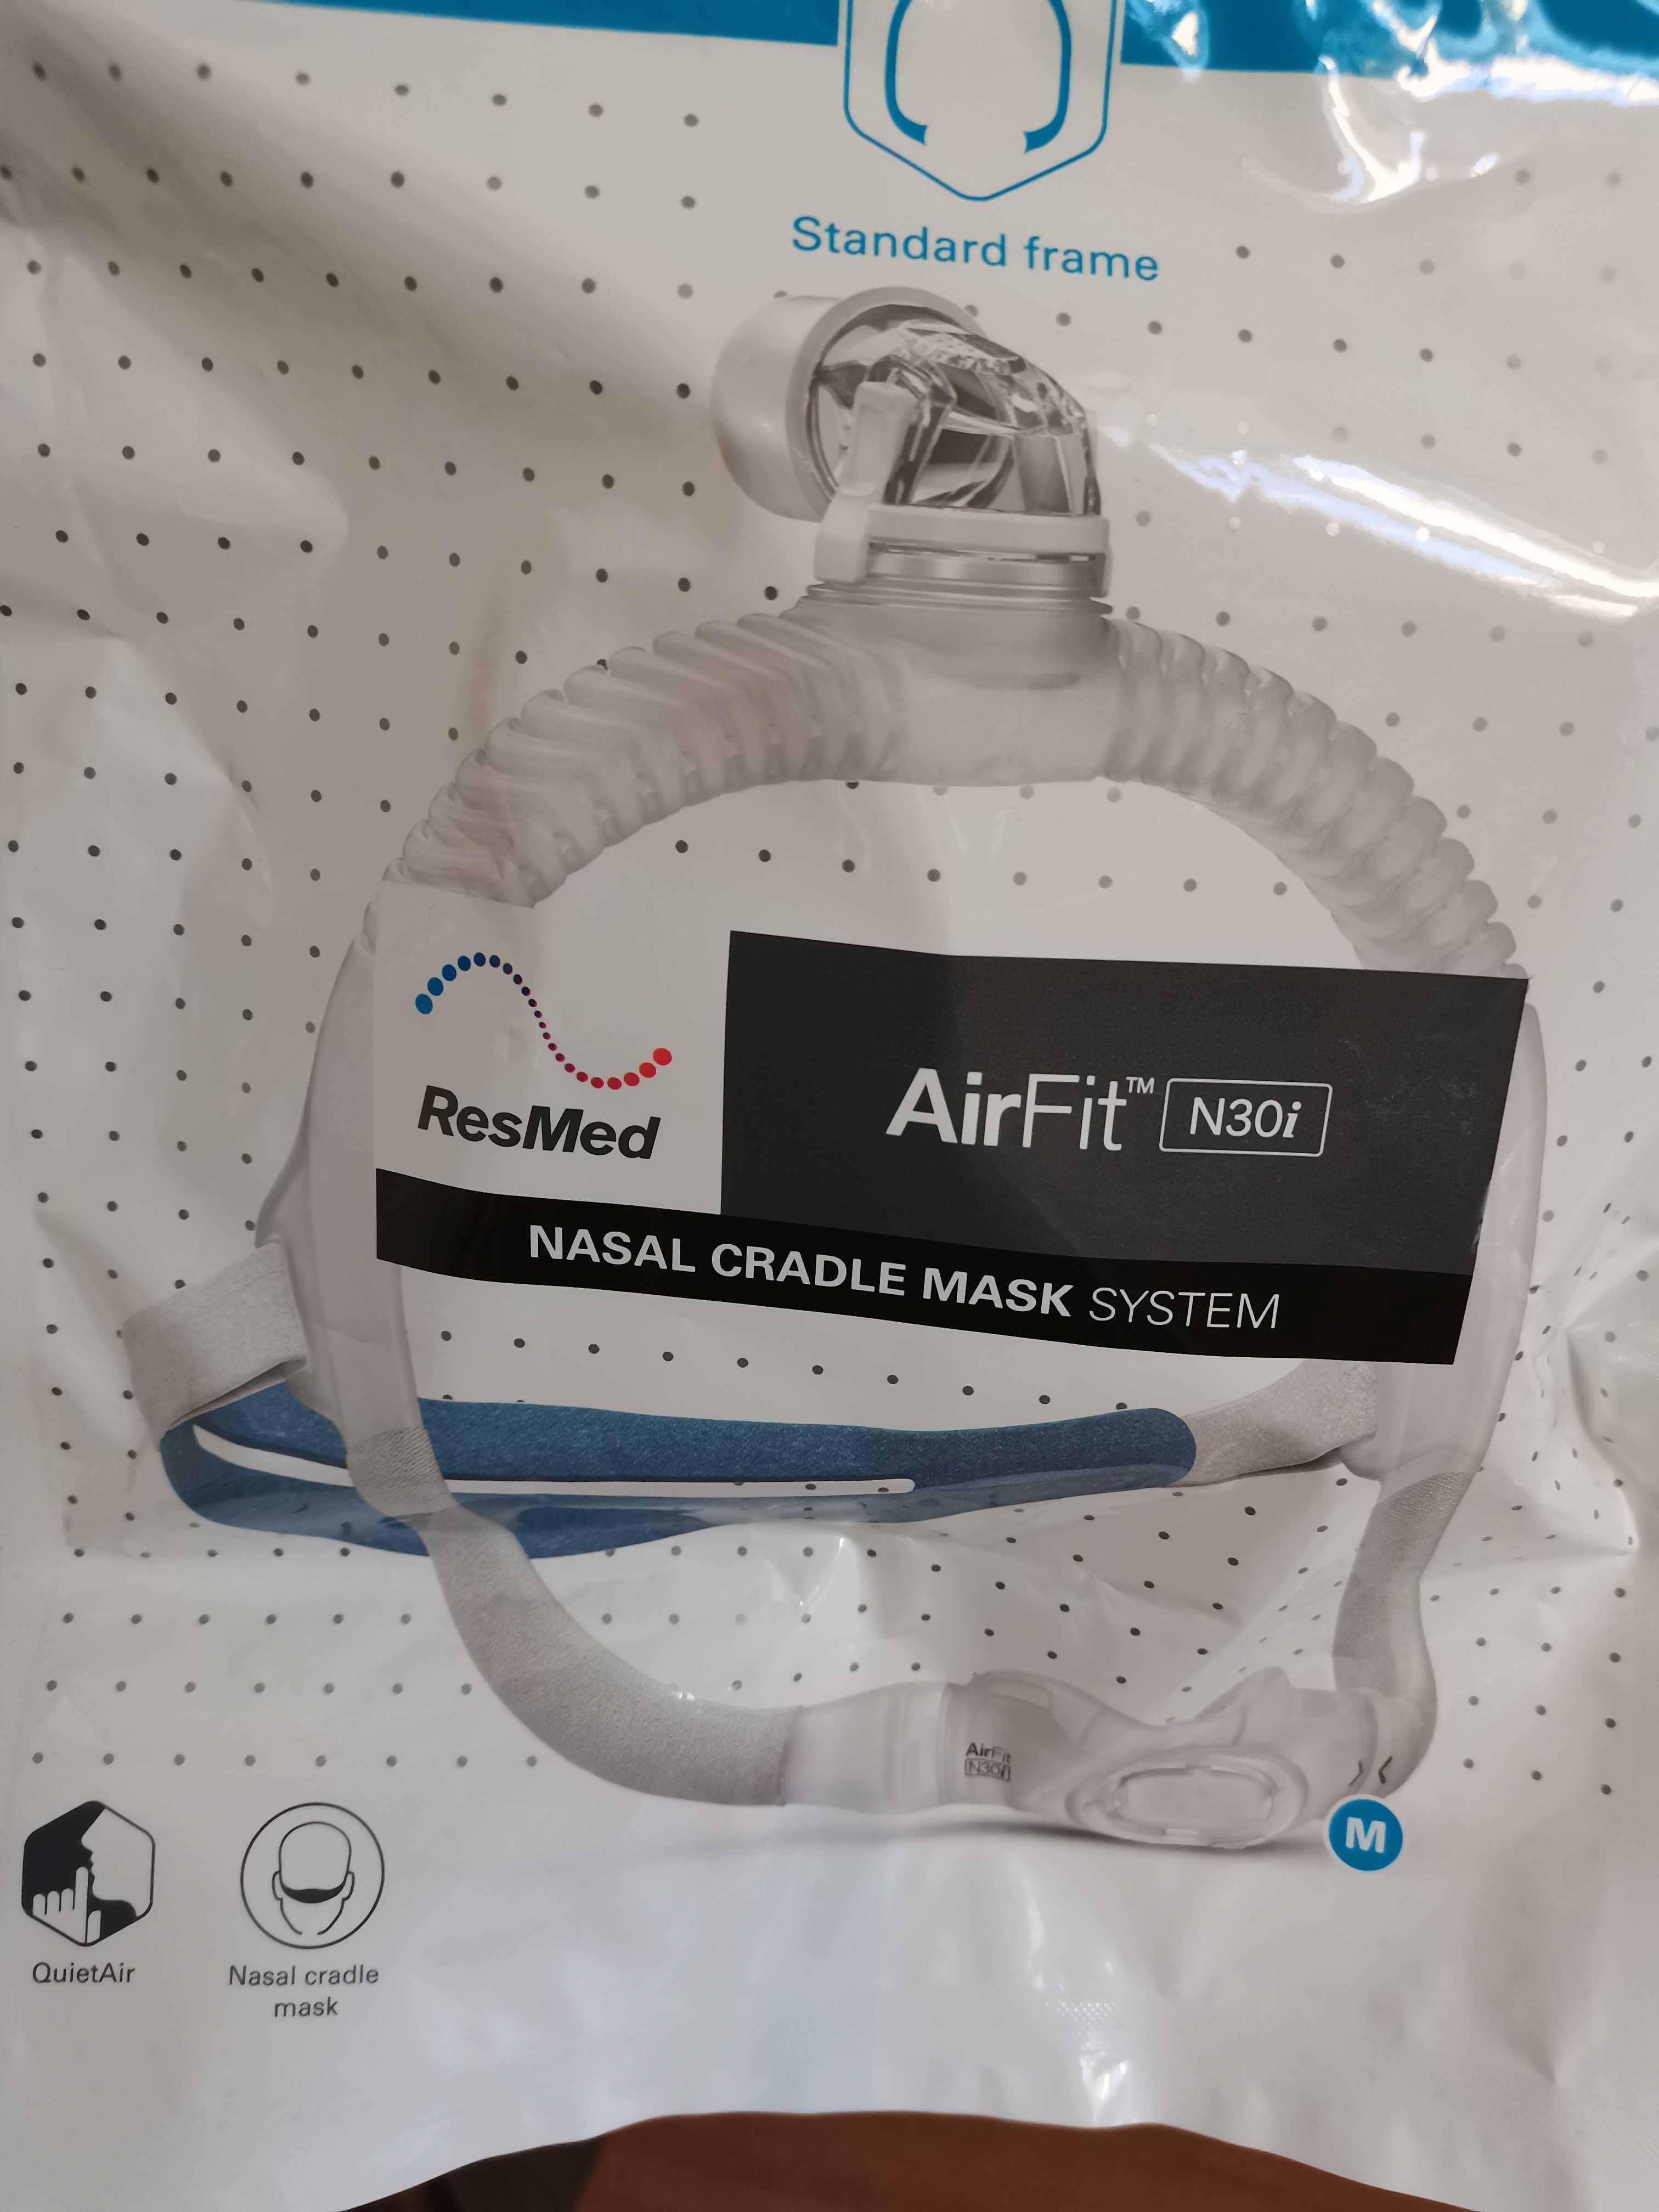 Standard frame
ResMed
AirFit™ N30i
NASAL CRADLE MASK SYSTEM
AirFit
N30i
M
QuietAir
Nasal cradle
mask